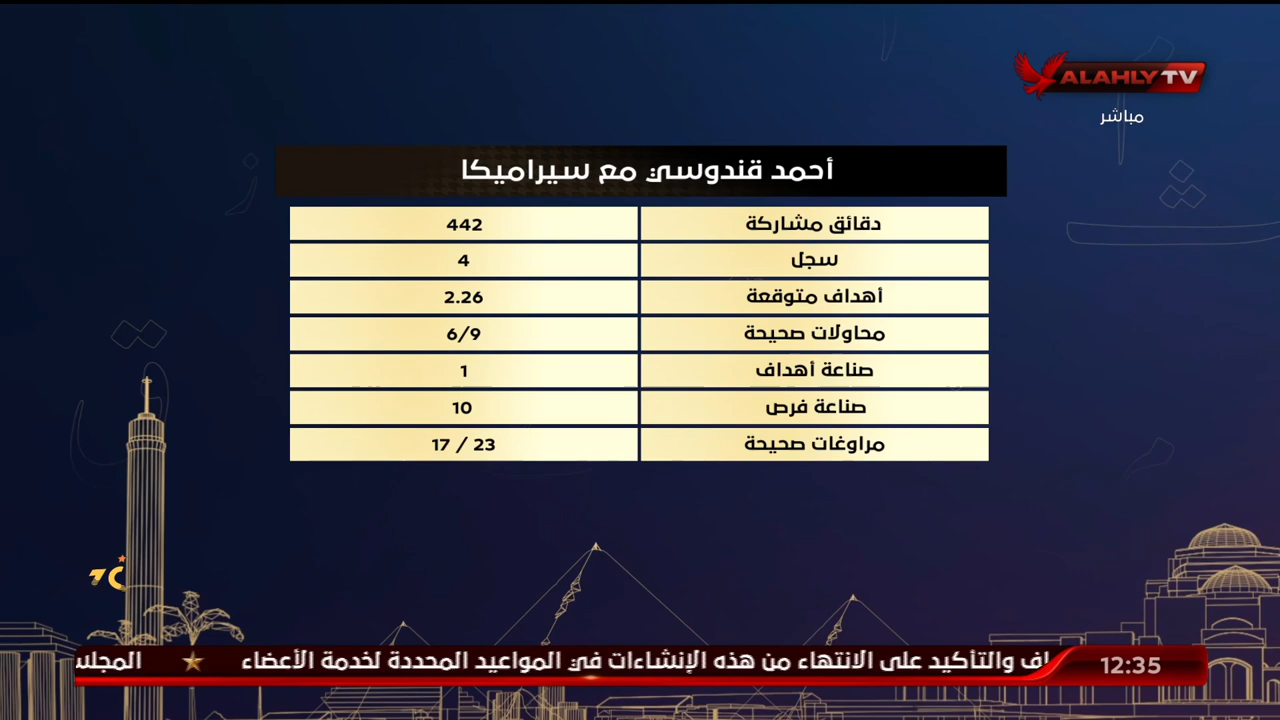 ALAHLY TV
مباشر
أحمد قندوسي مع سيراميكا
دقائق مشاركة 442
سجل 4
أهداف متوقعة 2.26
محاولات صحيحة 6/9
صناعة أهداف 1
صناعة فرص 10
مراوغات صحيحة 17 / 23
والتأكيد على الانتهاء من هذه الإنشاءات في المواعيد المحددة لخدمة الأعضاء
12:35